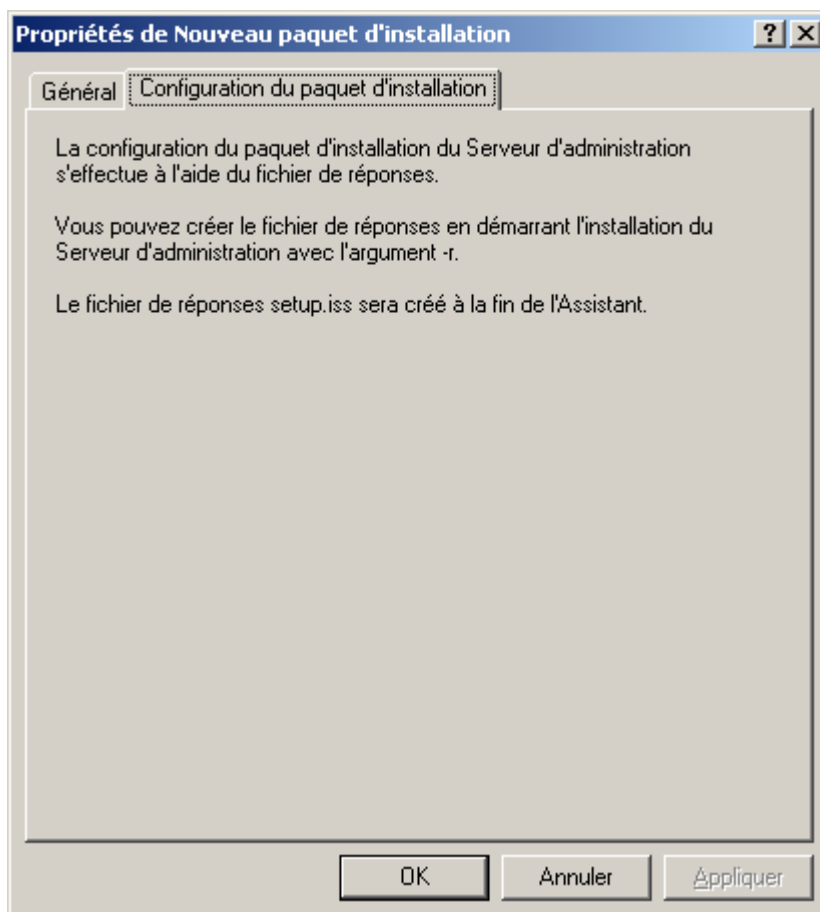 Propriétés de Nouveau paquet d'installation
Général
Configuration du paquet d'installation
La configuration du paquet d'installation du Serveur d'administration
s'effectue à l'aide du fichier de réponses.
Vous pouvez créer le fichier de réponses en démarrant l'installation du
Serveur d'administration avec l'argument -r.
Le fichier de réponses setup.iss sera créé à la fin de l'Assistant.
OK
Annuler
Appliquer